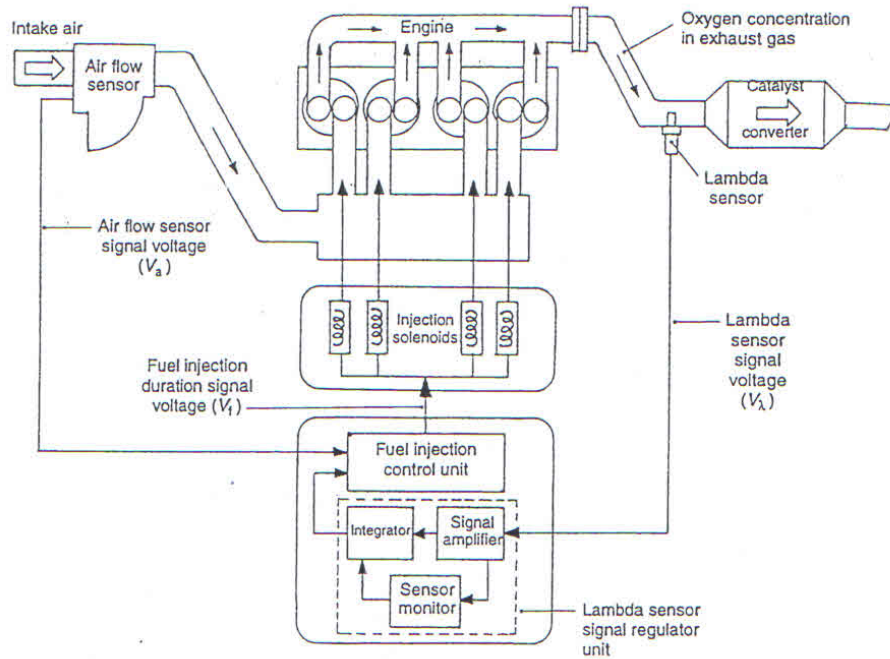 Intake air
Air flow
sensor
Engine
Oxygen concentration
in exhaust gas
Catalyst
converter
Lambda
sensor
Air flow sensor
signal voltage
(Va)
Injection
solenoids
Lambda
sensor
signal
voltage
(Vλ)
Fuel injection
duration signal
voltage (Vf)
Fuel injection
control unit
Integrator
Signal
amplifier
Sensor
monitor
Lambda sensor
signal regulator
unit